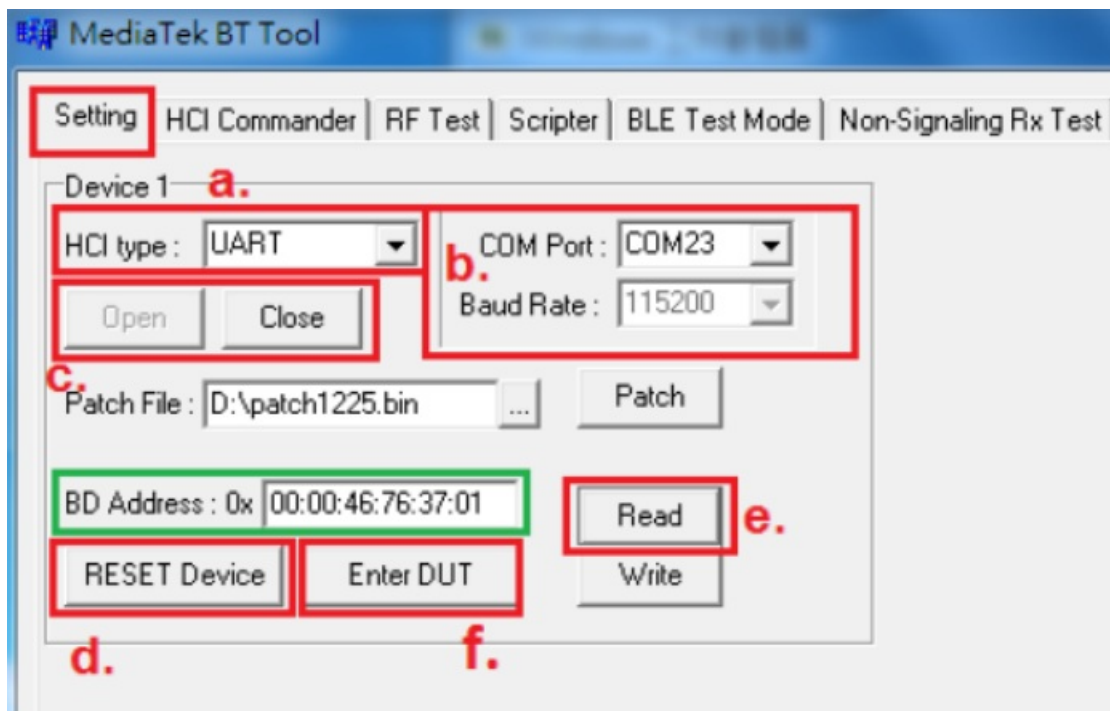 MediaTek BT Tool
Setting HCI Commander RF Test Scripter BLE Test Mode Non-Signaling Rx Test
Device 1 a.
HCI type : UART b. COM Port : COM23
Open Close Baud Rate : 115200
c.
Patch File : D:\patch1225.bin ... Patch
BD Address : 0x 00:00:46:76:37:01 Read e.
RESET Device Enter DUT Write
d. f.